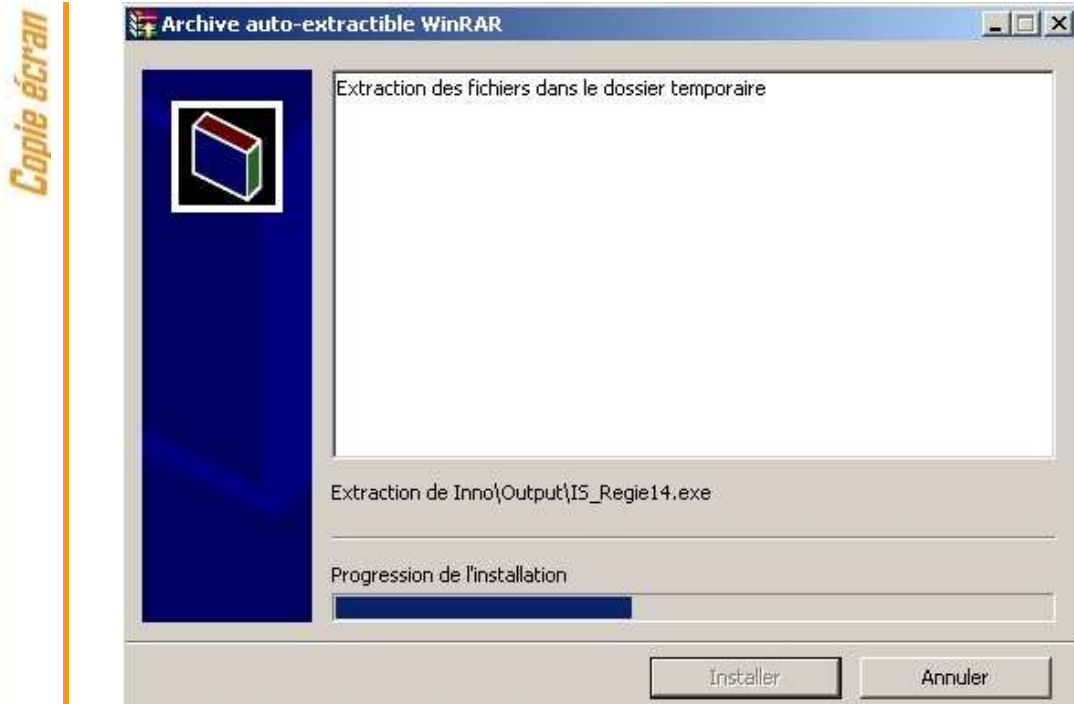 Copie écran
Archive auto-extractible WinRAR
Extraction des fichiers dans le dossier temporaire
Extraction de Inno\Output\IS_Regie14.exe
Progression de l'installation
Installer
Annuler